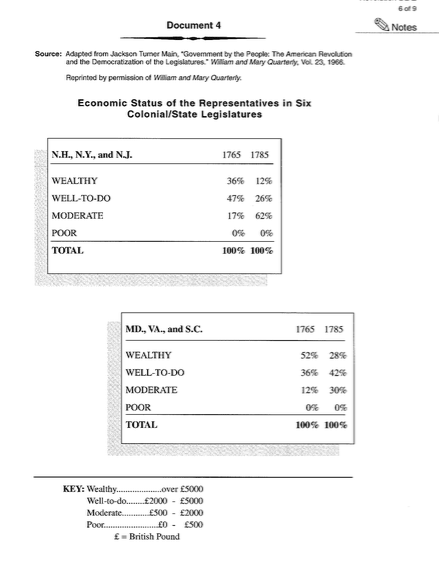 6 of 9
Document 4
Notes
Source: Adapted from Jackson Turner Main, "Government by the People: The American Revolution
and the Democratization of the Legislatures." William and Mary Quarterly, Vol. 23, 1966.
Reprinted by permission of William and Mary Quarterly.
Economic Status of the Representatives in Six
Colonial/State Legislatures
N.H., N.Y., and N.J. 1765 1785
WEALTHY 36% 12%
WELL-TO-DO 47% 26%
MODERATE 17% 62%
POOR 0% 0%
TOTAL 100% 100%
MD., VA., and S.C. 1765 1785
WEALTHY 52% 28%
WELL-TO-DO 36% 42%
MODERATE 12% 30%
POOR 0% 0%
TOTAL 100% 100%
KEY: Wealthy....................over £5000
Well-to-do........£2000 - £5000
Moderate............£500 - £2000
Poor........................£0 - £500
£ = British Pound